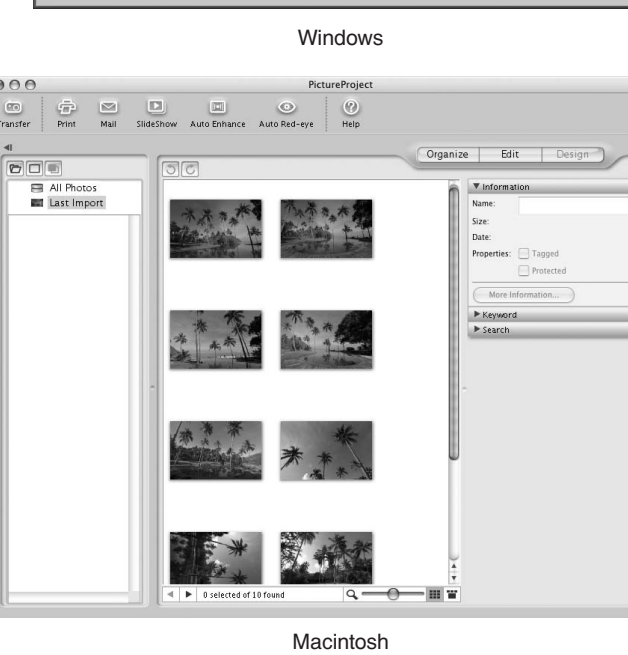 Windows
PictureProject
Transfer Print Mail SlideShow Auto Enhance Auto Red-eye Help
Organize Edit Design
All Photos
Last Import
Information
Name:
Size:
Date:
Properties: Tagged
Protected
More Information...
Keyword
Search
0 selected of 10 found
Macintosh